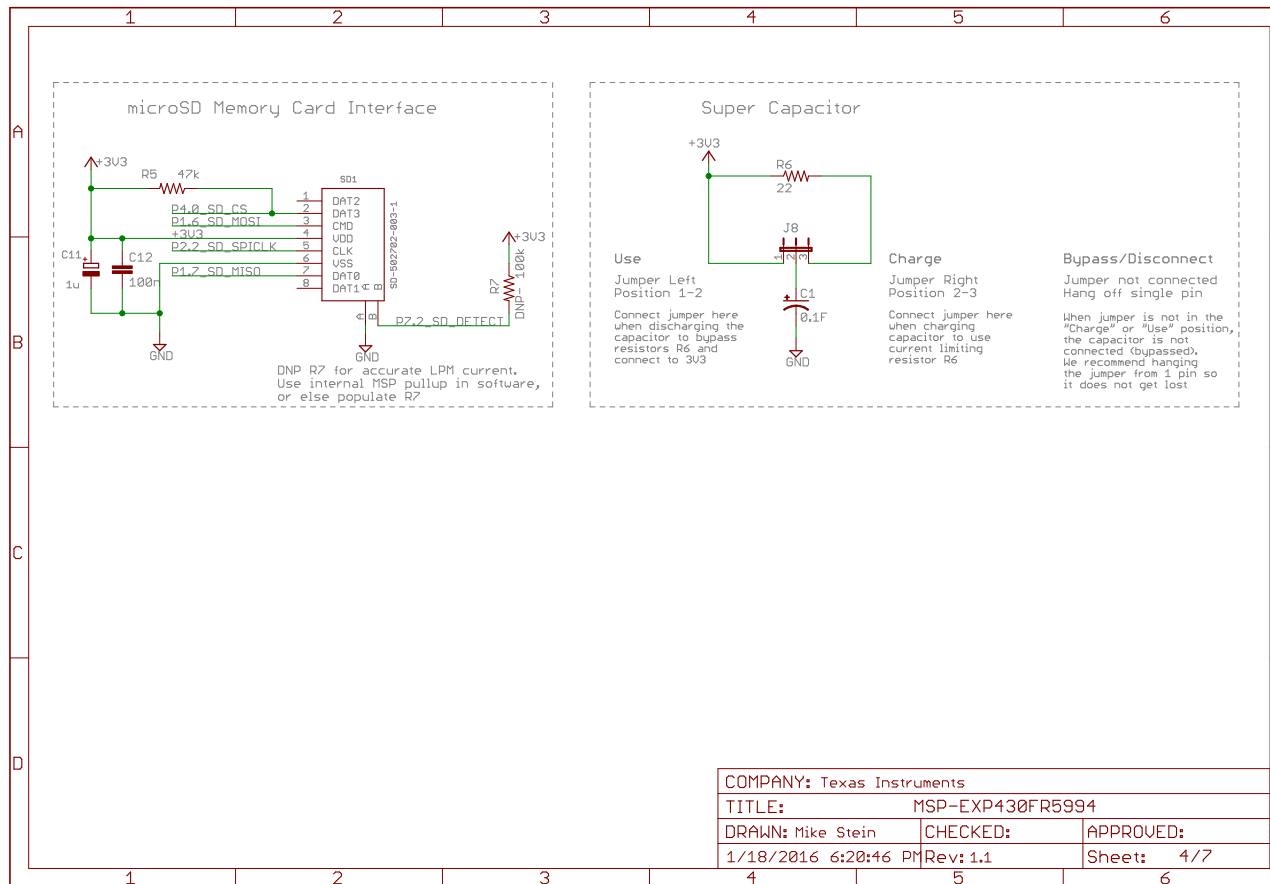 1 2 3 4 5 6
A
B
C
D
microSD Memory Card Interface
+3V3
R5 47k
SD1
P4.0_SD_CS
P1.6_SD_MOSI
+3V3
P2.2_SD_SPICLK
P1.7_SD_MISO
1 DAT2
2 DAT3
3 CMD
4 VDD
5 CLK
6 VSS
7 DAT0
8 DAT1
A B
A B
SD-502702-003-1
C11
+
1u
C12
100n
GND
GND
P7.2_SD_DETECT
+3V3
R7
DNP- 100k
DNP R7 for accurate LPM current.
Use internal MSP pullup in software,
or else populate R7
Super Capacitor
+3V3
R6
22
J8
1 2 3
+
C1
0.1F
GND
Use
Jumper Left
Position 1-2
Connect jumper here
when discharging the
capacitor to bypass
resistors R6 and
connect to 3V3
Charge
Jumper Right
Position 2-3
Connect jumper here
when charging
capacitor to use
current limiting
resistor R6
Bypass/Disconnect
Jumper not connected
Hang off single pin
When jumper is not in the
"Charge" or "Use" position,
the capacitor is not
connected (bypassed).
We recommend hanging
the jumper from 1 pin so
it does not get lost
COMPANY: Texas Instruments
TITLE: MSP-EXP430FR5994
DRAWN: Mike Stein CHECKED: APPROVED:
1/18/2016 6:20:46 PM Rev: 1.1 Sheet: 4/7
1 2 3 4 5 6